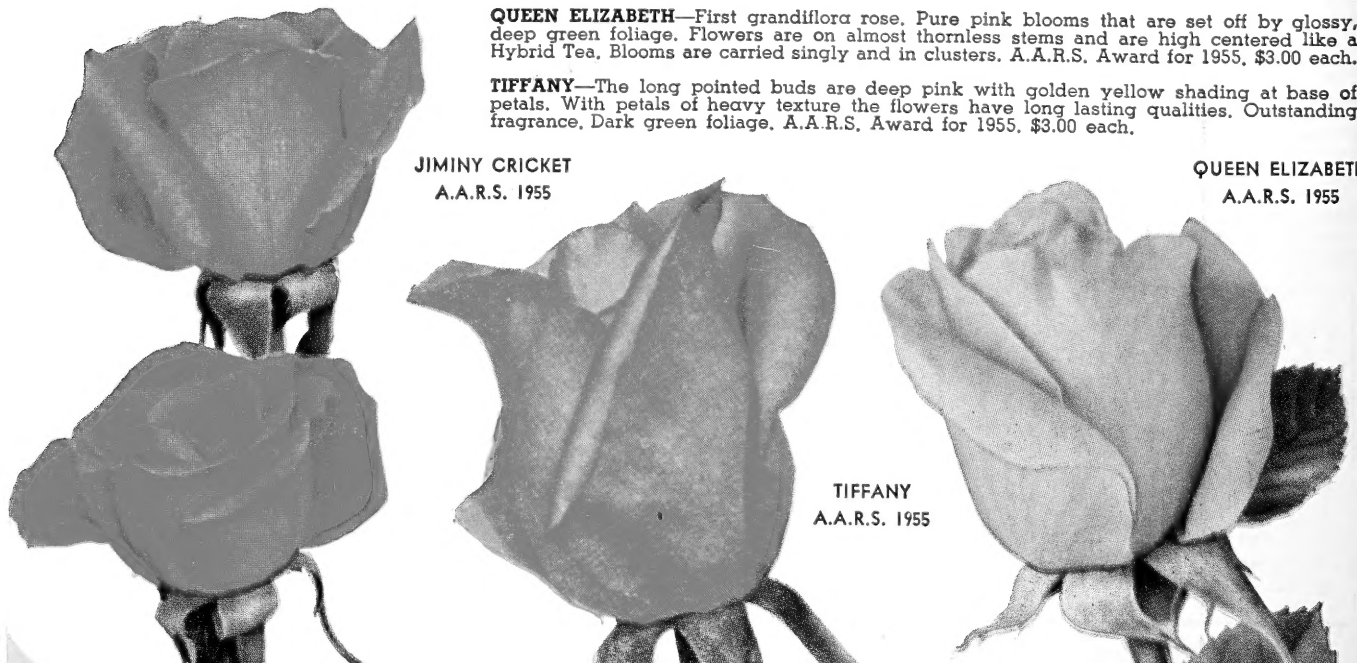 QUEEN ELIZABETH—First grandiflora rose. Pure pink blooms that are set off by glossy,
deep green foliage. Flowers are on almost thornless stems and are high centered like a
Hybrid Tea. Blooms are carried singly and in clusters. A.A.R.S. Award for 1955. $3.00 each.
TIFFANY—The long pointed buds are deep pink with golden yellow shading at base of
petals. With petals of heavy texture the flowers have long lasting qualities. Outstanding
fragrance. Dark green foliage. A.A.R.S. Award for 1955. $3.00 each.
JIMINY CRICKET
A.A.R.S. 1955
QUEEN ELIZABETH
A.A.R.S. 1955
TIFFANY
A.A.R.S. 1955